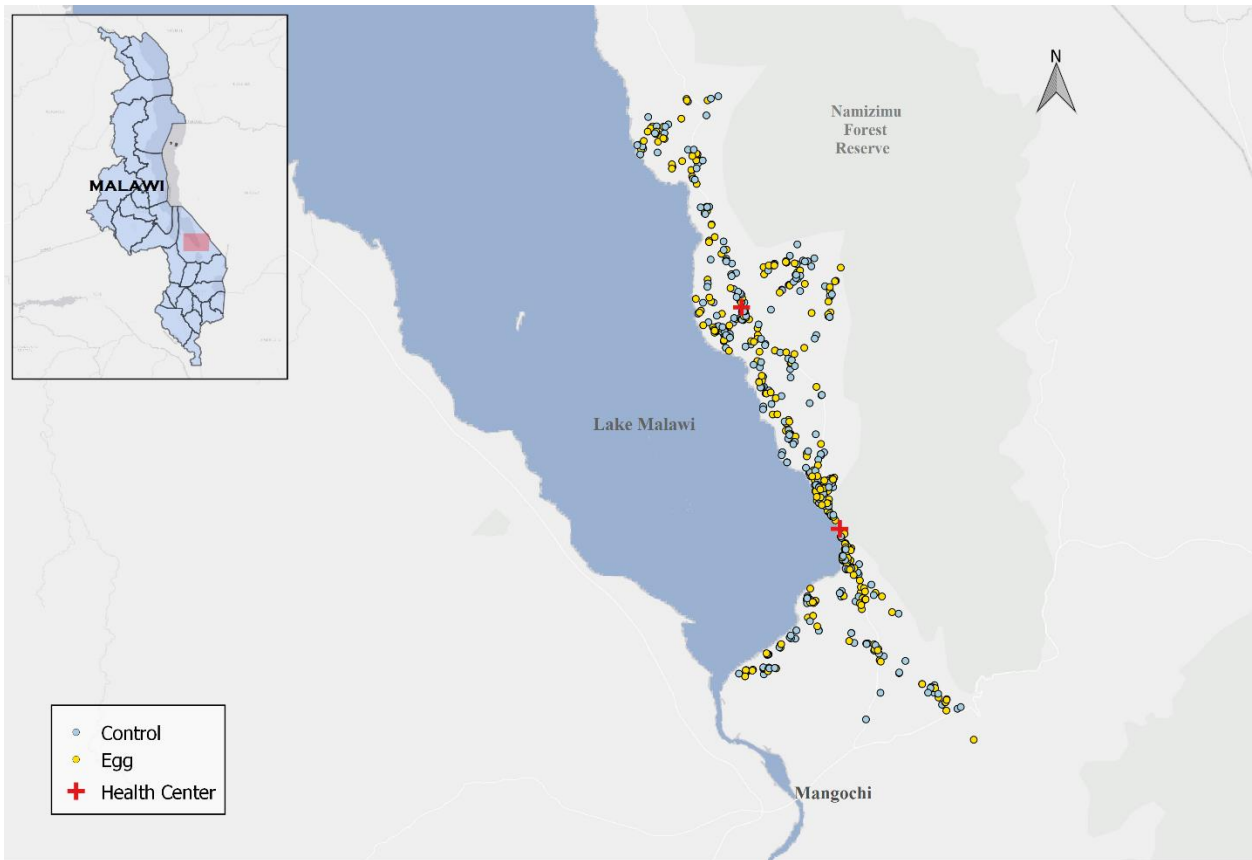 MALAWI
N
Namizimu
Forest
Reserve
Lake Malawi
Control
Egg
Health Center
Mangochi